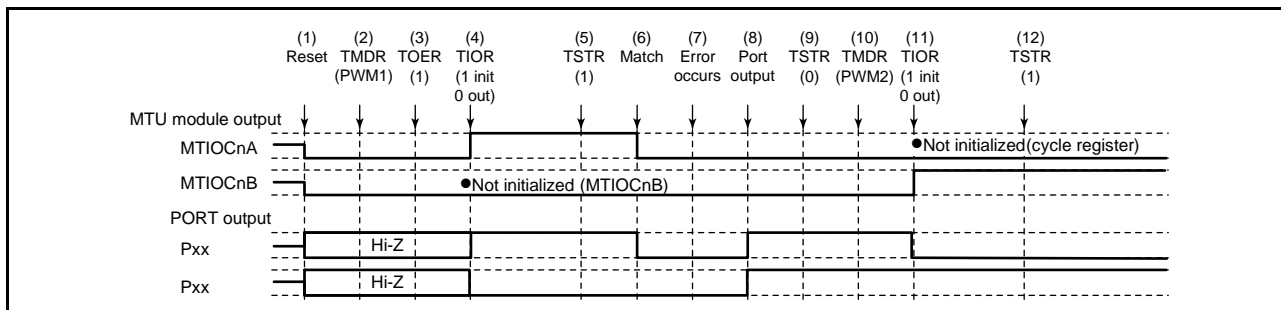 (1) (2) (3) (4) (5) (6) (7) (8) (9) (10) (11) (12)
Reset TMDR TOER TIOR TSTR Match Error Port TSTR TMDR TIOR TSTR
(PWM1) (1) (1 init (1) occurs output (0) (PWM2) (1 init (1)
0 out) 0 out)
MTU module output
MTIOCnA ●Not initialized(cycle register)
MTIOCnB ●Not initialized (MTIOCnB)
PORT output
Pxx Hi-Z
Pxx Hi-Z